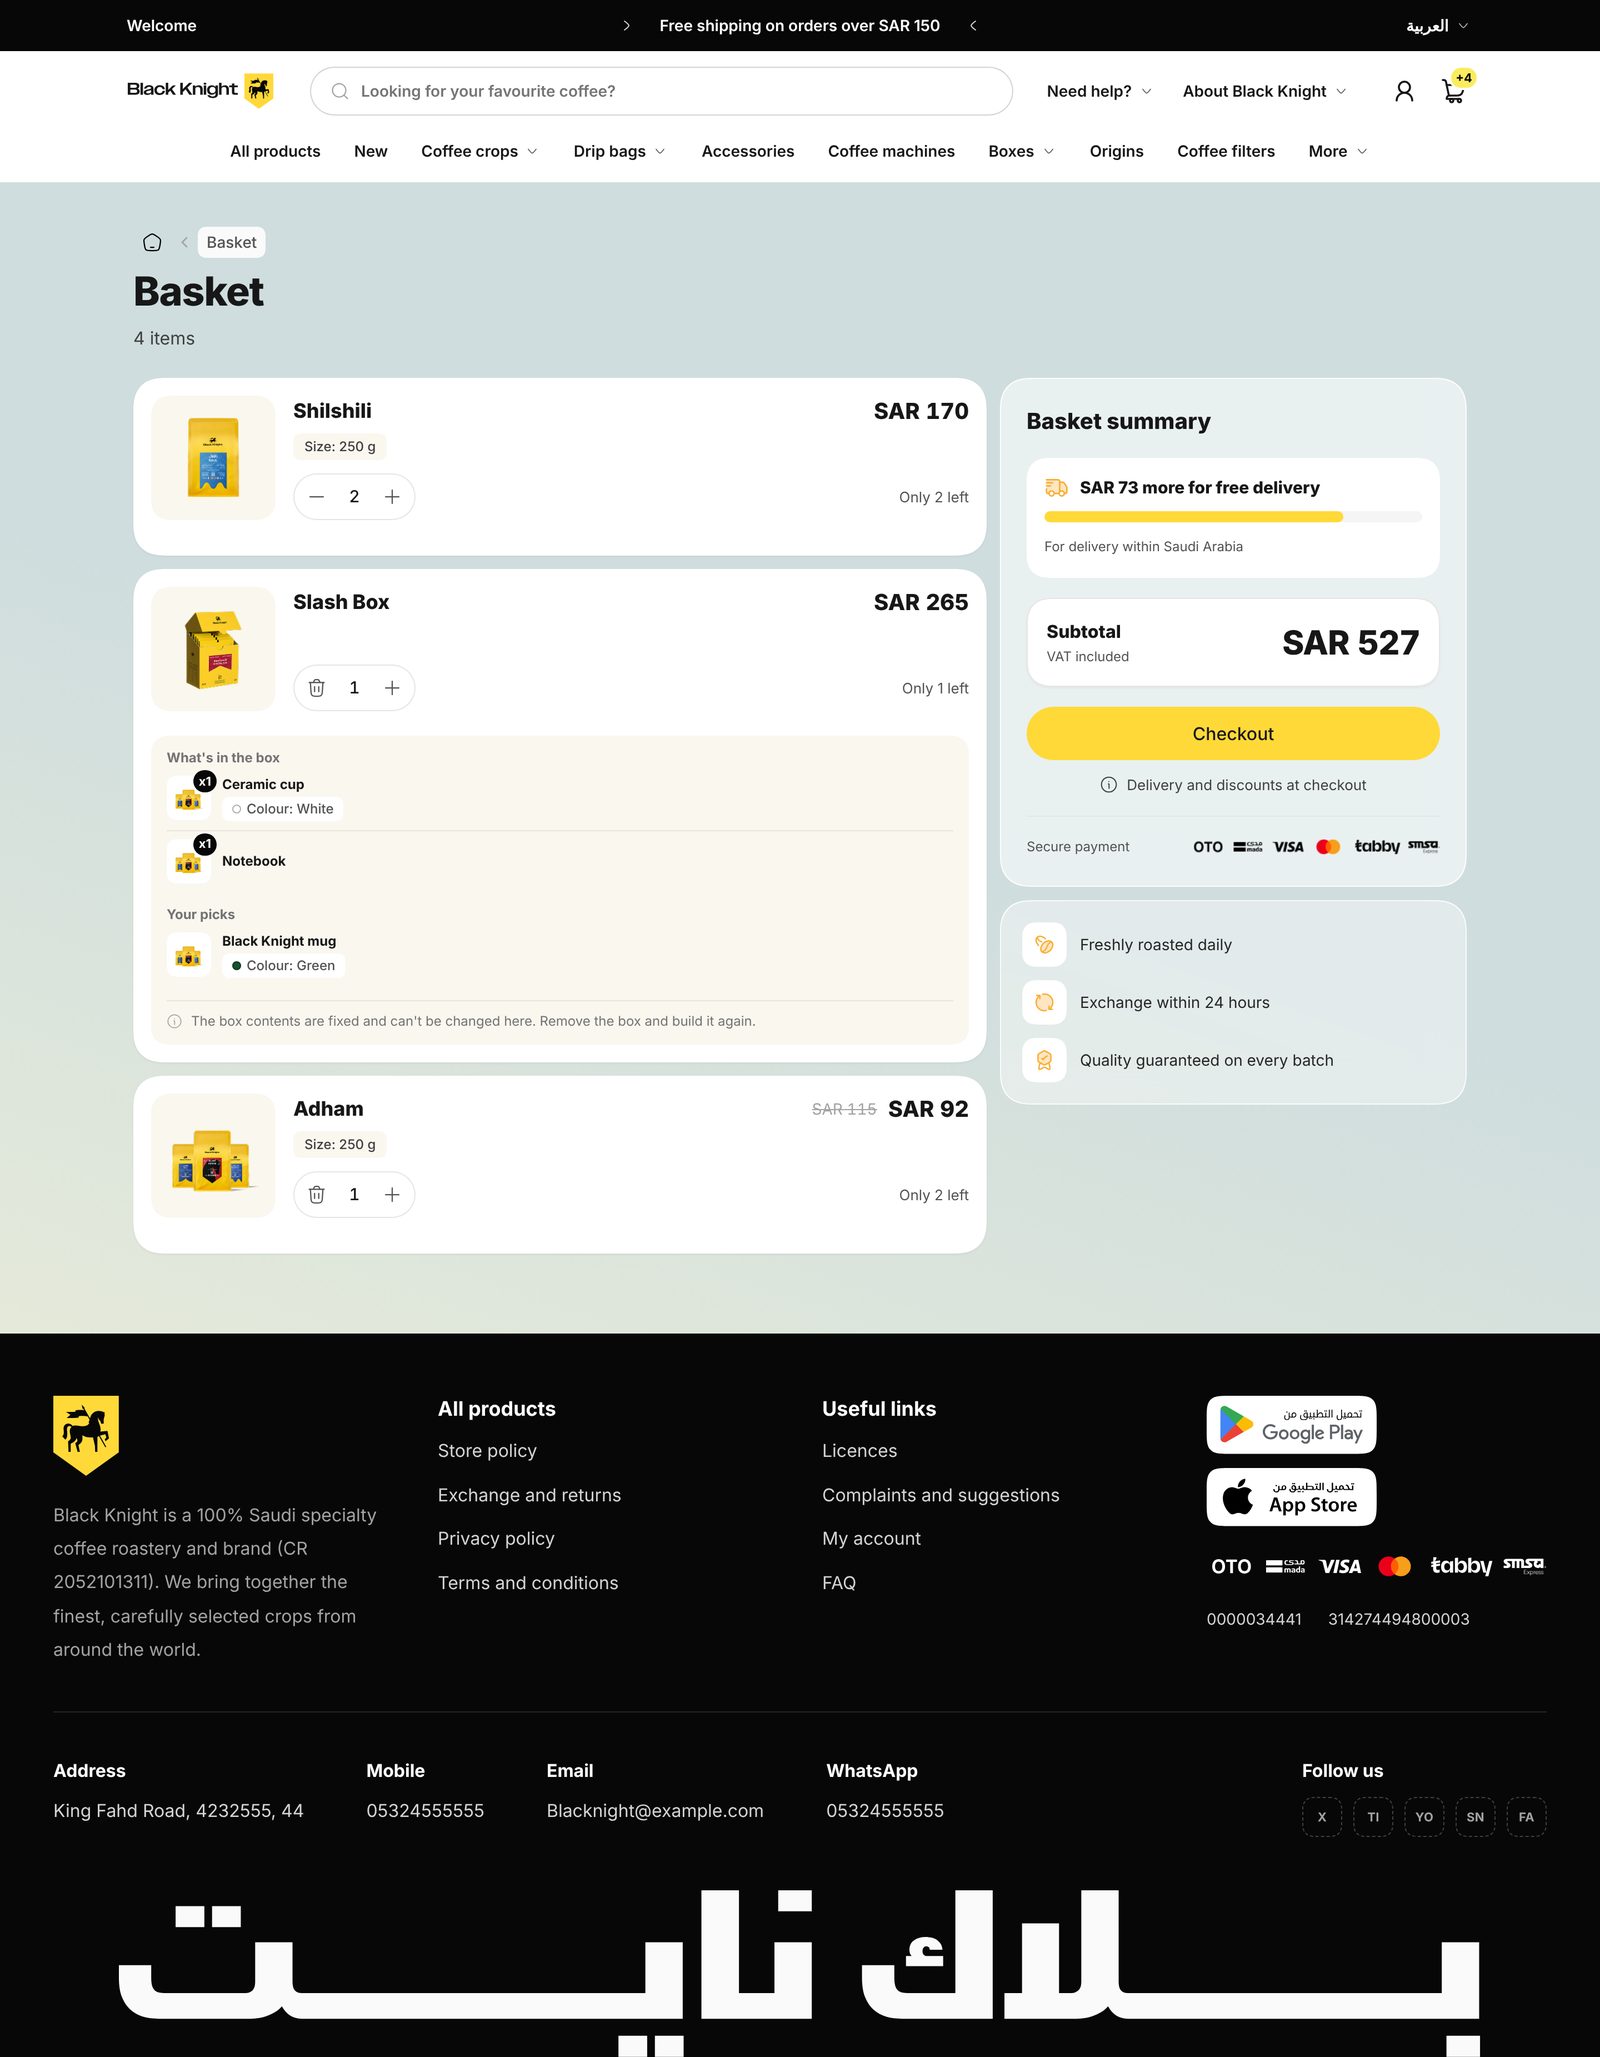 Welcome
Free shipping on orders over SAR 150
العربية
Black Knight
Looking for your favourite coffee?
Need help?
About Black Knight
+4
All products
New
Coffee crops
Drip bags
Accessories
Coffee machines
Boxes
Origins
Coffee filters
More
Basket
Basket
4 items
Shilshili
SAR 170
Size: 250 g
2
Only 2 left
Slash Box
SAR 265
1
Only 1 left
What's in the box
x1
Ceramic cup
Colour: White
x1
Notebook
Your picks
Black Knight mug
Colour: Green
The box contents are fixed and can't be changed here. Remove the box and build it again.
Adham
SAR 115 SAR 92
Size: 250 g
1
Only 2 left
Basket summary
SAR 73 more for free delivery
For delivery within Saudi Arabia
Subtotal
VAT included
SAR 527
Checkout
Delivery and discounts at checkout
Secure payment
OTO
مدى
mada
VISA
tabby
smsa
Express
Freshly roasted daily
Exchange within 24 hours
Quality guaranteed on every batch
Black Knight is a 100% Saudi specialty
coffee roastery and brand (CR
2052101311). We bring together the
finest, carefully selected crops from
around the world.
All products
Store policy
Exchange and returns
Privacy policy
Terms and conditions
Useful links
Licences
Complaints and suggestions
My account
FAQ
تحميل التطبيق من
Google Play
تحميل التطبيق من
App Store
OTO
مدى
mada
VISA
tabby
smsa
Express
0000034441
314274494800003
Address
King Fahd Road, 4232555, 44
Mobile
05324555555
Email
Blacknight@example.com
WhatsApp
05324555555
Follow us
X
TI
YO
SN
FA
بلاك نايت